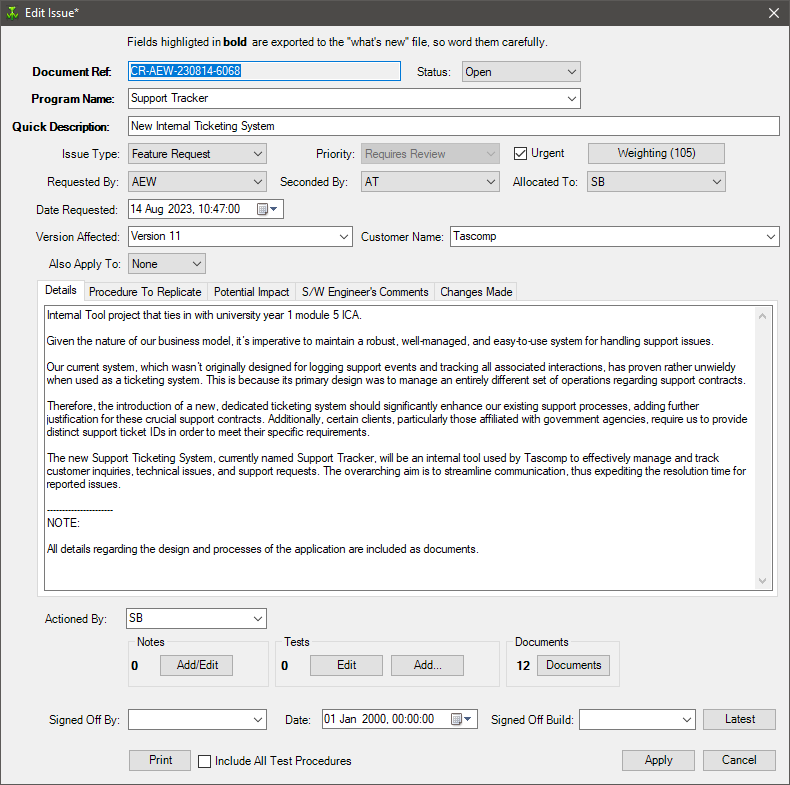 Edit Issue*
Fields highligted in bold are exported to the "what's new" file, so word them carefully.
Document Ref: CR-AEW-230814-6068 Status: Open
Program Name: Support Tracker
Quick Description: New Internal Ticketing System
Issue Type: Feature Request Priority: Requires Review Urgent Weighting (105)
Requested By: AEW Seconded By: AT Allocated To: SB
Date Requested: 14 Aug 2023, 10:47:00
Version Affected: Version 11 Customer Name: Tascomp
Also Apply To: None
Details Procedure To Replicate Potential Impact S/W Engineer's Comments Changes Made
Internal Tool project that ties in with university year 1 module 5 ICA.
Given the nature of our business model, it's imperative to maintain a robust, well-managed, and easy-to-use system for handling support issues.
Our current system, which wasn't originally designed for logging support events and tracking all associated interactions, has proven rather unwieldy
when used as a ticketing system. This is because its primary design was to manage an entirely different set of operations regarding support contracts.
Therefore, the introduction of a new, dedicated ticketing system should significantly enhance our existing support processes, adding further
justification for these crucial support contracts. Additionally, certain clients, particularly those affiliated with government agencies, require us to provide
distinct support ticket IDs in order to meet their specific requirements.
The new Support Ticketing System, currently named Support Tracker, will be an internal tool used by Tascomp to effectively manage and track
customer inquiries, technical issues, and support requests. The overarching aim is to streamline communication, thus expediting the resolution time for
reported issues.
----------------------
NOTE:
All details regarding the design and processes of the application are included as documents.
Actioned By: SB
Notes Tests Documents
0 Add/Edit 0 Edit Add... 12 Documents
Signed Off By: Date: 01 Jan 2000, 00:00:00 Signed Off Build: Latest
Print Include All Test Procedures Apply Cancel